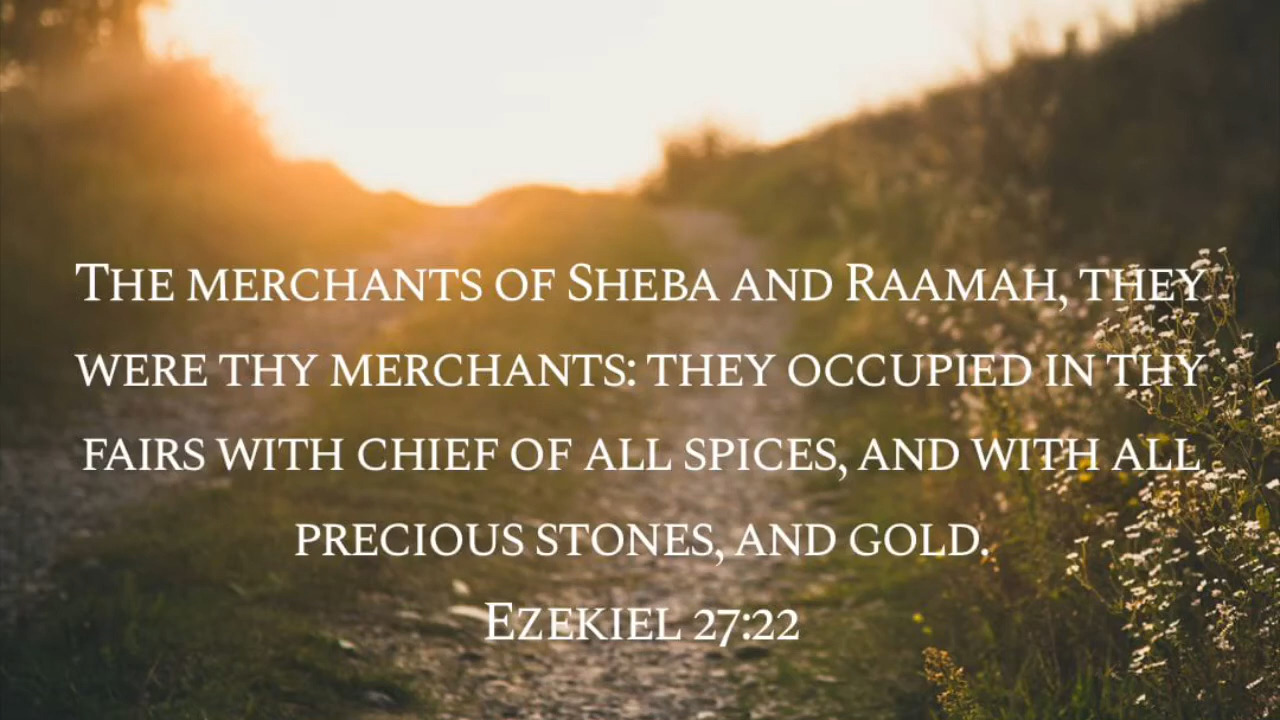 The merchants of Sheba and Raamah, they
were thy merchants: they occupied in thy
fairs with chief of all spices, and with all
precious stones, and gold.
Ezekiel 27:22